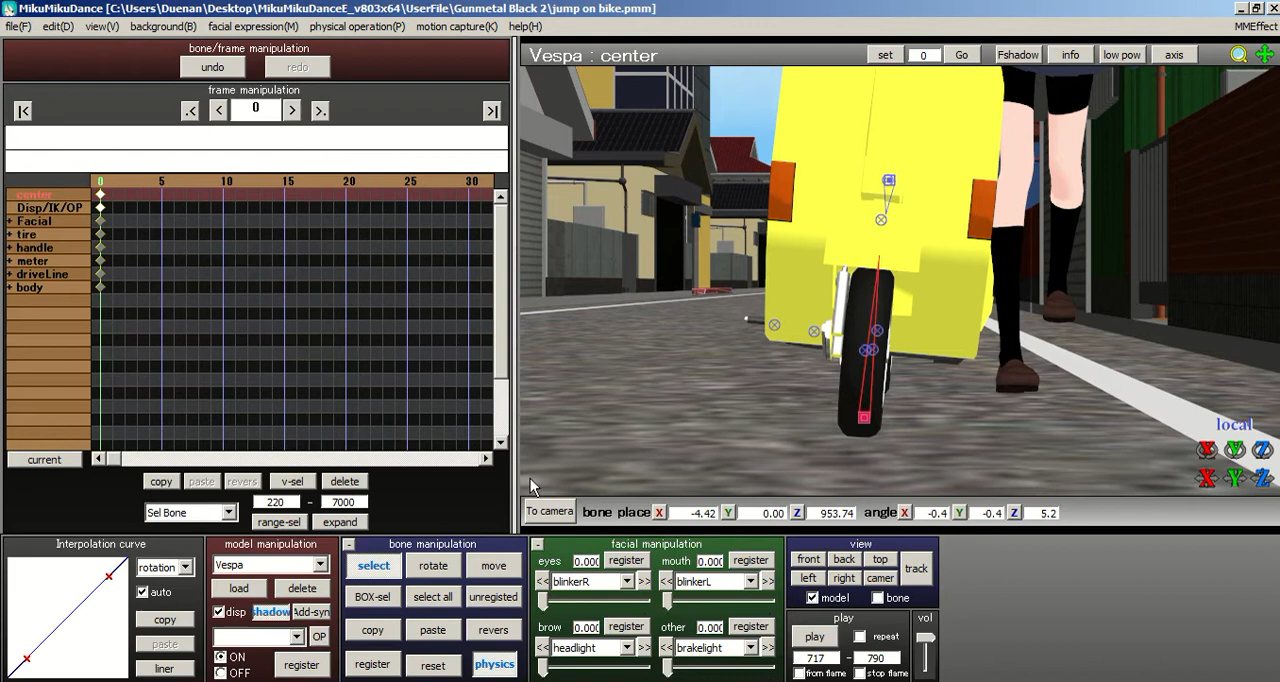 MikuMikuDance [C:\Users\Duenan\Desktop\MikuMikuDanceE_v803x64\UserFile\Gunmetal Black 2\jump on bike.pmm]
file(F) edit(D) view(V) background(B) facial expression(M) physical operation(P) motion capture(K) help(H) MMEffect
bone/frame manipulation
undo redo
frame manipulation
|< .< < 0 > >. >|
0 5 10 15 20 25 30
center
Disp/IK/OP
+ Facial
+ tire
+ handle
+ meter
+ driveLine
+ body
current
copy paste revers v-sel delete
Sel Bone 220 - 7000
range-sel expand
Vespa : center set 0 Go Fshadow info low pow axis
local
X Y Z
X Y Z
To camera bone place X -4.42 Y 0.00 Z 953.74 angle X -0.4 Y -0.4 Z 5.2
Interpolation curve
rotation
auto
copy
paste
liner
model manipulation
Vespa
load delete
disp shadow Add-syn
OP
ON
OFF
register
- bone manipulation
select rotate move
BOX-sel select all unregisted
copy paste revers
register reset physics
- facial manipulation
eyes 0.000 register mouth 0.000 register
<< blinkerR >> << blinkerL >>
brow 0.000 register other 0.000 register
<< headlight >> << brakelight >>
view
front back top track
left right camer
model bone
play
play repeat
717 - 790
from flame stop flame
vol